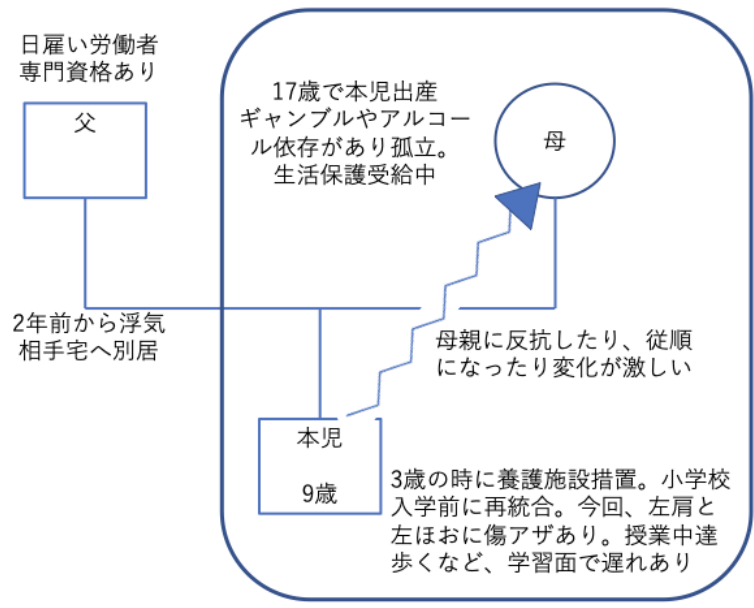 日雇い労働者
専門資格あり
父
17歳で本児出産
ギャンブルやアルコー
ル依存があり孤立。
生活保護受給中
母
2年前から浮気
相手宅へ別居
母親に反抗したり、従順
になったり変化が激しい
本児
9歳
3歳の時に養護施設措置。小学校
入学前に再統合。今回、左肩と
左ほおに傷アザあり。授業中達
歩くなど、学習面で遅れあり